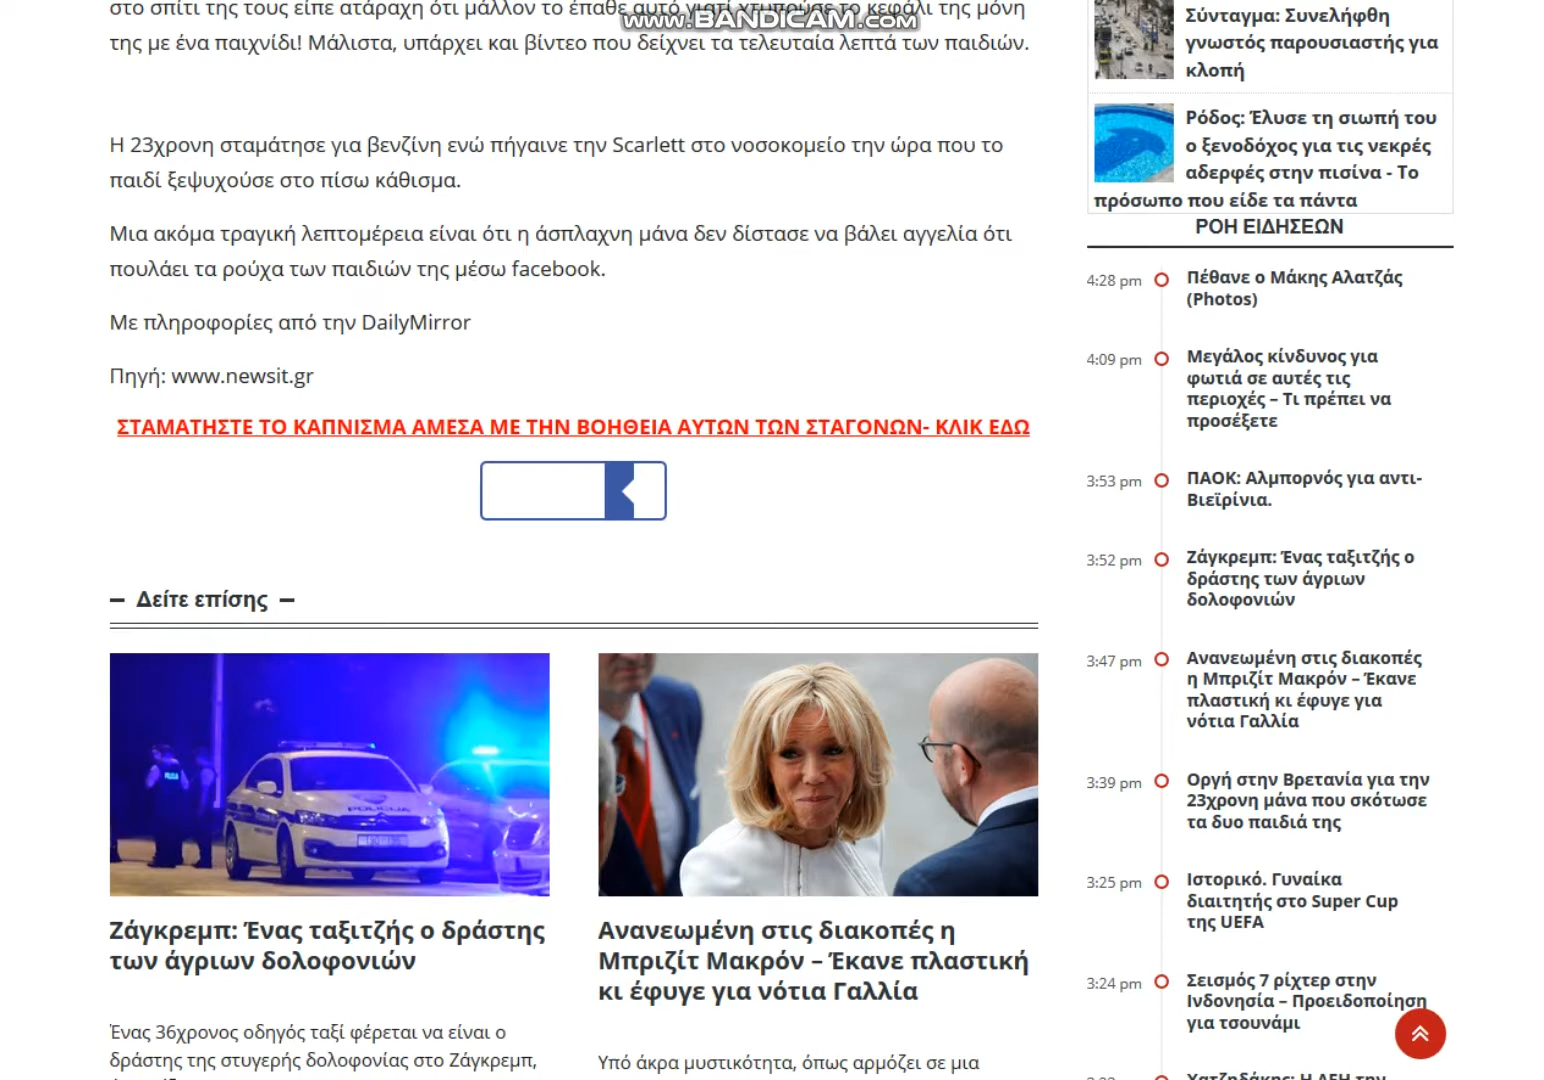 στο σπίτι της τους είπε ατάραχη ότι μάλλον το έπαθε αυτό γιατί χτυπούσε το κεφάλι της μόνη
www.BANDICAM.com
της με ένα παιχνίδι! Μάλιστα, υπάρχει και βίντεο που δείχνει τα τελευταία λεπτά των παιδιών.
Η 23χρονη σταμάτησε για βενζίνη ενώ πήγαινε την Scarlett στο νοσοκομείο την ώρα που το
παιδί ξεψυχούσε στο πίσω κάθισμα.
Μια ακόμα τραγική λεπτομέρεια είναι ότι η άσπλαχνη μάνα δεν δίστασε να βάλει αγγελία ότι
πουλάει τα ρούχα των παιδιών της μέσω facebook.
Με πληροφορίες από την DailyMirror
Πηγή: www.newsit.gr
ΣΤΑΜΑΤΗΣΤΕ ΤΟ ΚΑΠΝΙΣΜΑ ΑΜΕΣΑ ΜΕ ΤΗΝ ΒΟΗΘΕΙΑ ΑΥΤΩΝ ΤΩΝ ΣΤΑΓΟΝΩΝ- ΚΛΙΚ ΕΔΩ
Δείτε επίσης
POLICIJA
Ζάγκρεμπ: Ένας ταξιτζής ο δράστης
των άγριων δολοφονιών
Ένας 36χρονος οδηγός ταξί φέρεται να είναι ο
δράστης της στυγερής δολοφονίας στο Ζάγκρεμπ,
Ανανεωμένη στις διακοπές η
Μπριζίτ Μακρόν – Έκανε πλαστική
κι έφυγε για νότια Γαλλία
Υπό άκρα μυστικότητα, όπως αρμόζει σε μια
Σύνταγμα: Συνελήφθη
γνωστός παρουσιαστής για
κλοπή
Ρόδος: Έλυσε τη σιωπή του
ο ξενοδόχος για τις νεκρές
αδερφές στην πισίνα - Το
πρόσωπο που είδε τα πάντα
ΡΟΗ ΕΙΔΗΣΕΩΝ
4:28 pm Πέθανε ο Μάκης Αλατζάς
(Photos)
4:09 pm Μεγάλος κίνδυνος για
φωτιά σε αυτές τις
περιοχές – Τι πρέπει να
προσέξετε
3:53 pm ΠΑΟΚ: Αλμπορνός για αντι-
Βιεϊρίνια.
3:52 pm Ζάγκρεμπ: Ένας ταξιτζής ο
δράστης των άγριων
δολοφονιών
3:47 pm Ανανεωμένη στις διακοπές
η Μπριζίτ Μακρόν – Έκανε
πλαστική κι έφυγε για
νότια Γαλλία
3:39 pm Οργή στην Βρετανία για την
23χρονη μάνα που σκότωσε
τα δυο παιδιά της
3:25 pm Ιστορικό. Γυναίκα
διαιτητής στο Super Cup
της UEFA
3:24 pm Σεισμός 7 ρίχτερ στην
Ινδονησία – Προειδοποίηση
για τσουνάμι
Χατζηδάκης: Η ΔΕΗ την